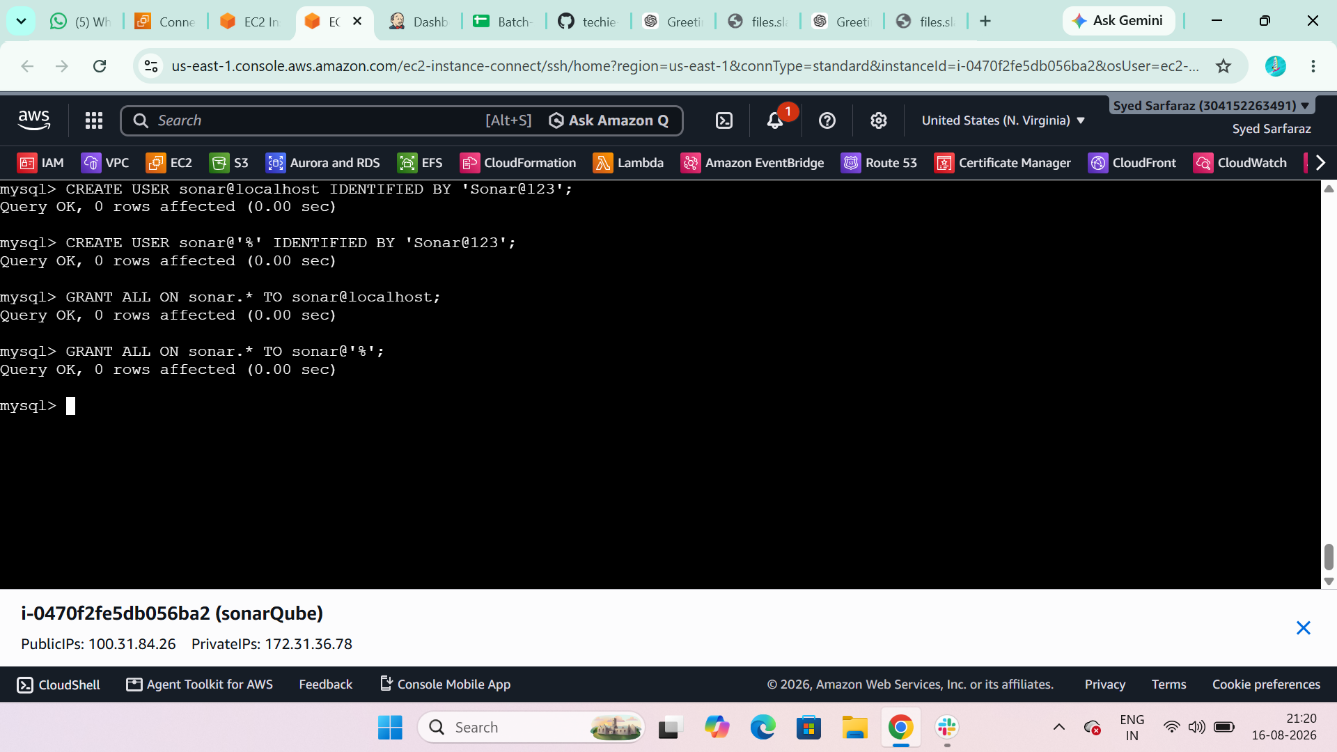 (5) Wh
Conne
EC2 In
EC
Dashb
Batch-
techie
Greeti
files.sl
Greeti
files.sl
Ask Gemini
us-east-1.console.aws.amazon.com/ec2-instance-connect/ssh/home?region=us-east-1&connType=standard&instanceId=i-0470f2fe5db056ba2&osUser=ec2-...
aws
Search [Alt+S] Ask Amazon Q
1
United States (N. Virginia) ▼
Syed Sarfaraz (304152263491) ▼
Syed Sarfaraz
IAM VPC EC2 S3 Aurora and RDS EFS CloudFormation Lambda Amazon EventBridge Route 53 Certificate Manager CloudFront CloudWatch
mysql> CREATE USER sonar@localhost IDENTIFIED BY 'Sonar@123';
Query OK, 0 rows affected (0.00 sec)
mysql> CREATE USER sonar@'%' IDENTIFIED BY 'Sonar@123';
Query OK, 0 rows affected (0.00 sec)
mysql> GRANT ALL ON sonar.* TO sonar@localhost;
Query OK, 0 rows affected (0.00 sec)
mysql> GRANT ALL ON sonar.* TO sonar@'%';
Query OK, 0 rows affected (0.00 sec)
mysql>
i-0470f2fe5db056ba2 (sonarQube)
PublicIPs: 100.31.84.26 PrivateIPs: 172.31.36.78
CloudShell Agent Toolkit for AWS Feedback Console Mobile App © 2026, Amazon Web Services, Inc. or its affiliates. Privacy Terms Cookie preferences
Search
ENG
IN
21:20
16-08-2026